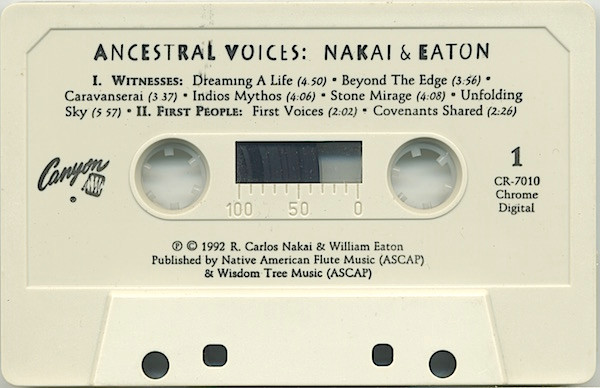 ANCESTRAL VOICES: NAKAI & EATON
I. WITNESSES: Dreaming A Life (4 50) • Beyond The Edge (3:56) •
Caravanserai (3 37) • Indios Mythos (4:06) • Stone Mirage (4:08) • Unfolding
Sky (5 57) • II. FIRST PEOPLE: First Voices (2:02) • Covenants Shared (2:26)
Canyon
®
1
CR-7010
Chrome
Digital
100 50 0
℗ © 1992 R. Carlos Nakai & William Eaton
Published by Native American Flute Music (ASCAP)
& Wisdom Tree Music (ASCAP)